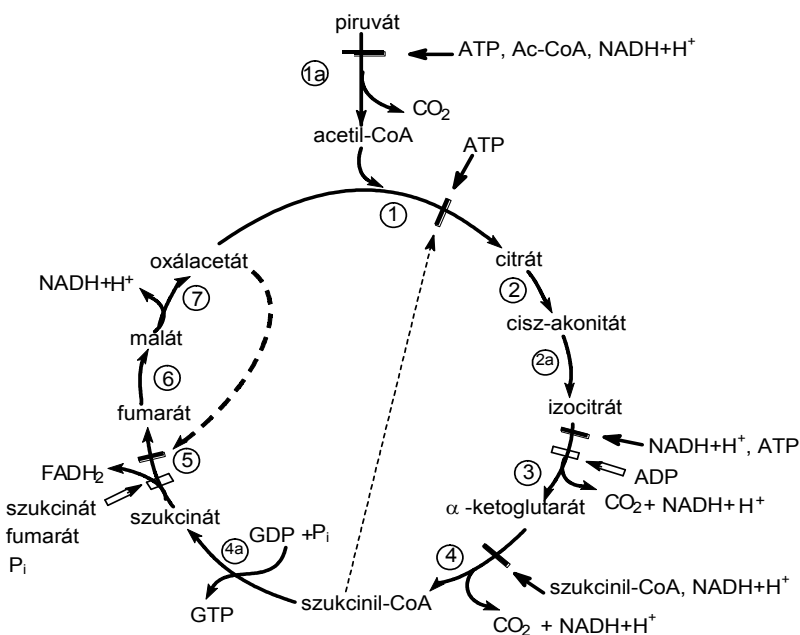 piruvát
ATP, Ac-CoA, NADH+H⁺
1a
CO₂
acetil-CoA
ATP
1
citrát
oxálacetát
2
NADH+H⁺
7
cisz-akonitát
malát
2a
6
izocitrát
fumarát
NADH+H⁺, ATP
5
FADH₂
3
ADP
szukcinát
CO₂+ NADH+H⁺
fumarát
szukcinát
α -ketoglutarát
Pᵢ
4a
GDP +Pᵢ
4
szukcinil-CoA, NADH+H⁺
GTP
szukcinil-CoA
CO₂ + NADH+H⁺